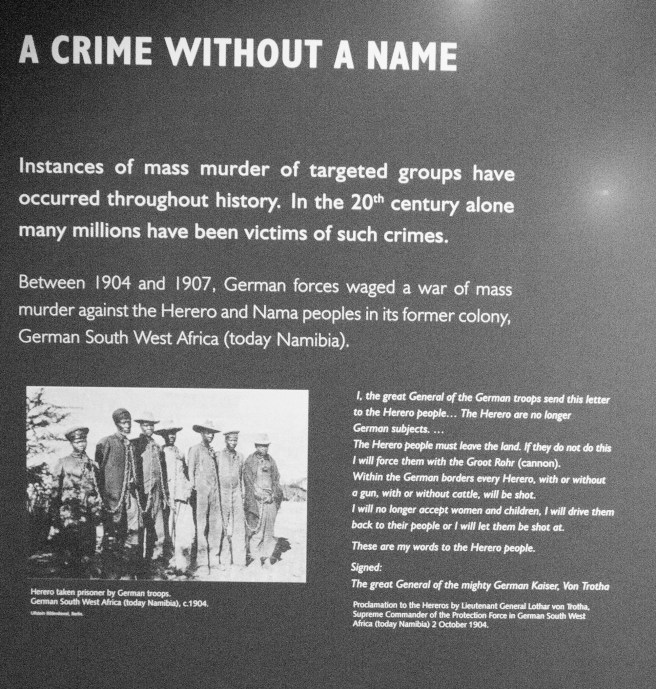 A CRIME WITHOUT A NAME
Instances of mass murder of targeted groups have
occurred throughout history. In the 20th century alone
many millions have been victims of such crimes.
Between 1904 and 1907, German forces waged a war of mass
murder against the Herero and Nama peoples in its former colony,
German South West Africa (today Namibia).
I, the great General of the German troops send this letter
to the Herero people... The Herero are no longer
German subjects. ...
The Herero people must leave the land. If they do not do this
I will force them with the Groot Rohr (cannon).
Within the German borders every Herero, with or without
a gun, with or without cattle, will be shot.
I will no longer accept women and children, I will drive them
back to their people or I will let them be shot at.
These are my words to the Herero people.
Signed:
The great General of the mighty German Kaiser, Von Trotha
Proclamation to the Hereros by Lieutenant General Lothar von Trotha,
Supreme Commander of the Protection Force in German South West
Africa (today Namibia) 2 October 1904.
Herero taken prisoner by German troops.
German South West Africa (today Namibia), c.1904.
Ullstein Bilderdienst, Berlin.